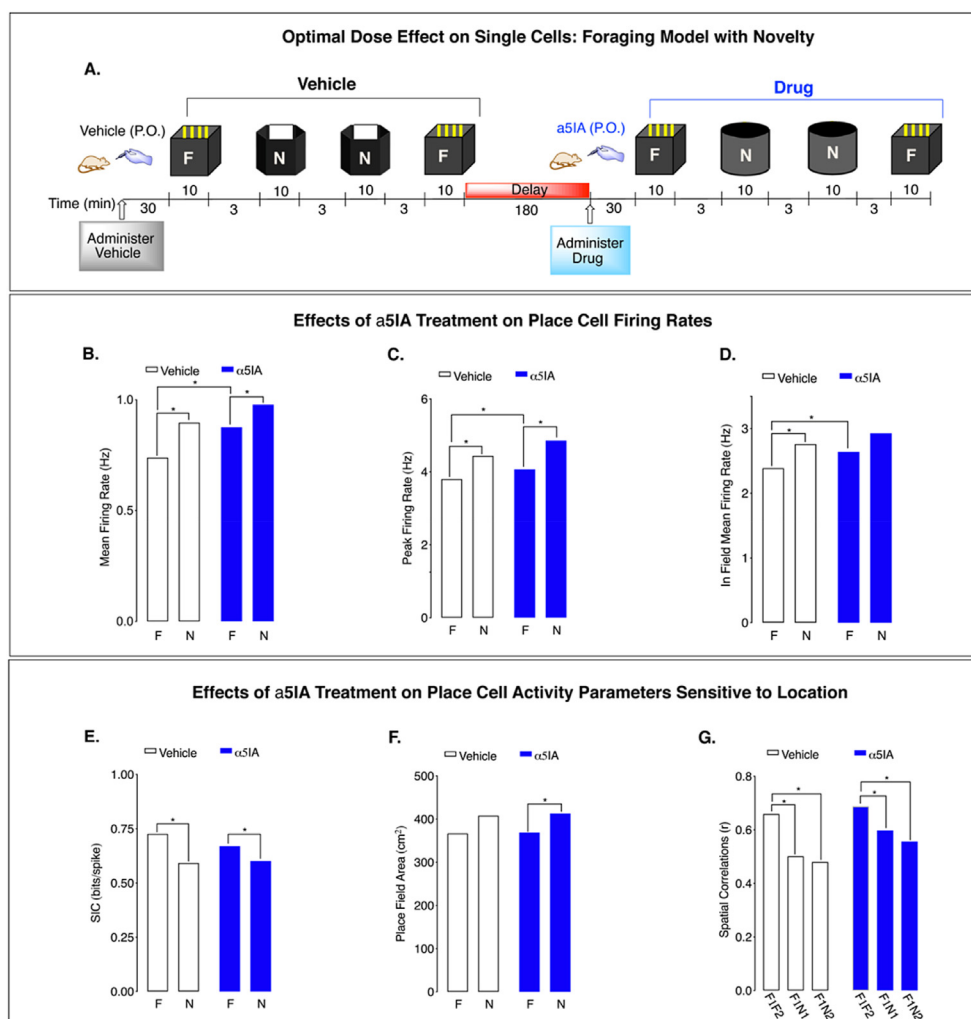 Optimal Dose Effect on Single Cells: Foraging Model with Novelty
A.
Vehicle
Drug
Vehicle (P.O.)
a5IA (P.O.)
F N N F F N N F
10 10 10 10 Delay 10 10 10 10
Time (min) 30 3 3 3 180 30 3 3 3
Administer
Vehicle
Administer
Drug
Effects of a5IA Treatment on Place Cell Firing Rates
B.
Vehicle α5IA
Mean Firing Rate (Hz)
1.0
0.5
0.0
* * *
F N F N
C.
Vehicle α5IA
Peak Firing Rate (Hz)
6
4
2
0
* * *
F N F N
D.
Vehicle α5IA
In Field Mean Firing Rate (Hz)
3
2
1
0
* *
F N F N
Effects of a5IA Treatment on Place Cell Activity Parameters Sensitive to Location
E.
Vehicle α5IA
SIC (bits/spike)
1.00
0.75
0.50
0.25
0.00
* *
F N F N
F.
Vehicle α5IA
Place Field Area (cm²)
500
400
300
200
100
0
*
F N F N
G.
Vehicle α5IA
Spatial Correlations (r)
0.8
0.6
0.4
0.2
0.0
* * * *
F1F2 F1N1 F1N2 F1F2 F1N1 F1N2